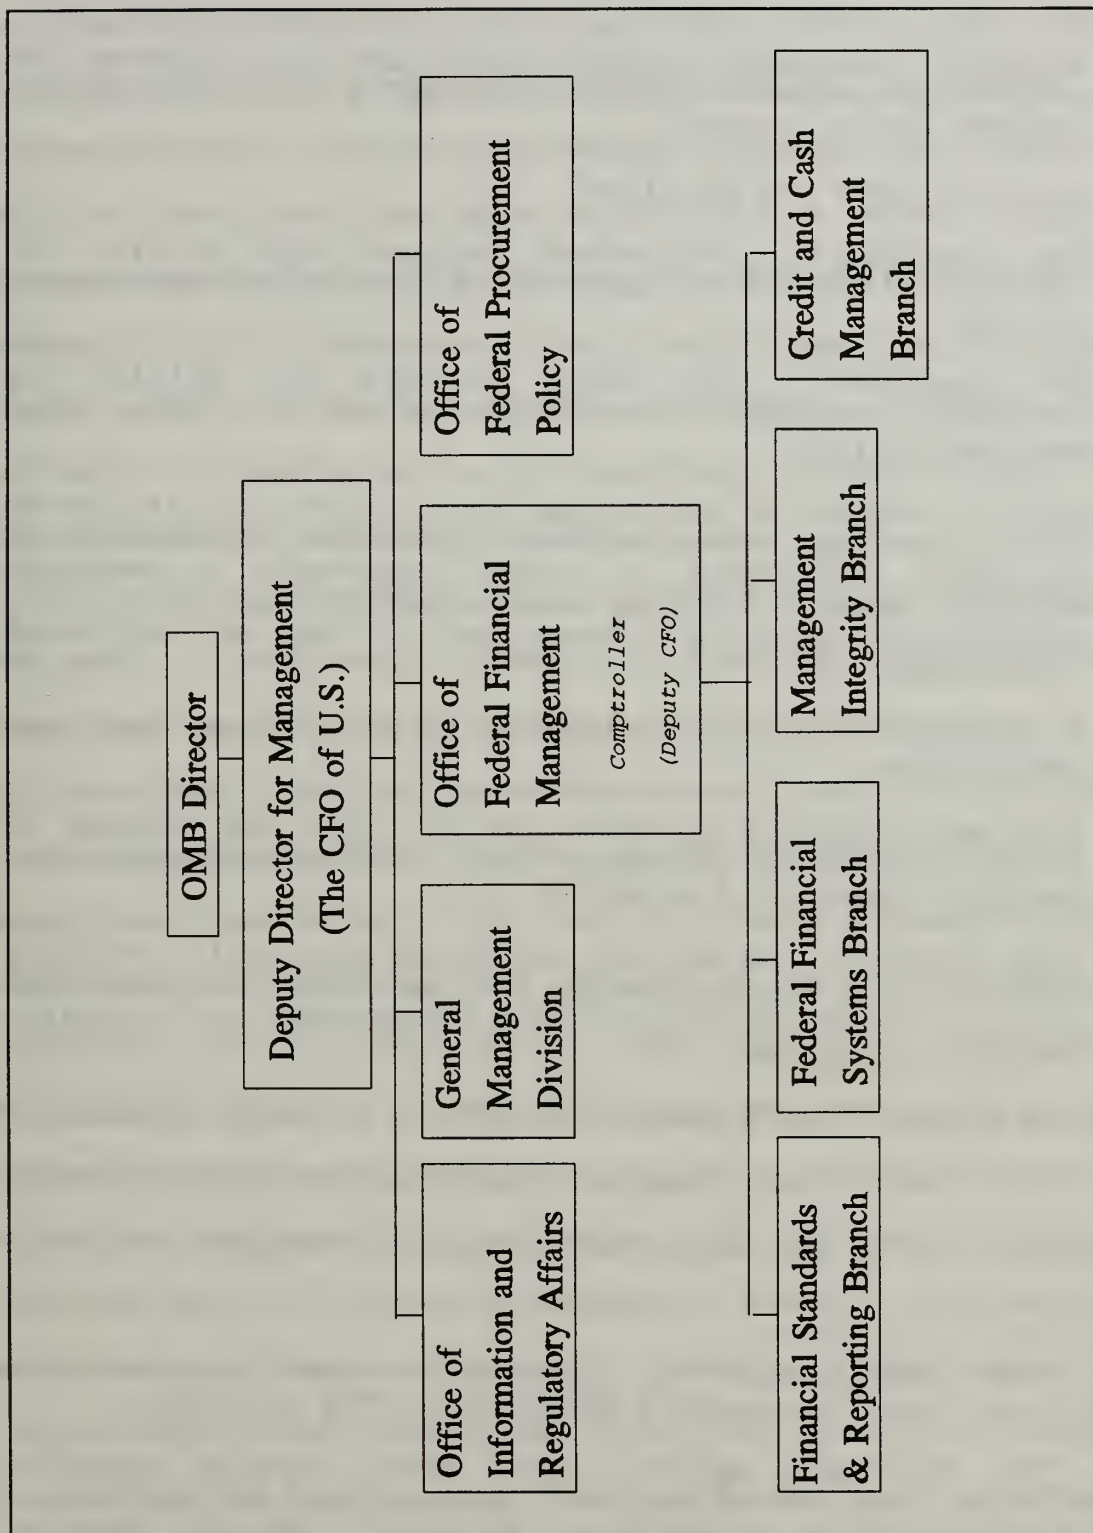 OMB Director
Deputy Director for Management
(The CFO of U.S.)
Office of
Information and
Regulatory Affairs
General
Management
Division
Office of
Federal Financial
Management
Comptroller
(Deputy CFO)
Office of
Federal Procurement
Policy
Financial Standards
& Reporting Branch
Federal Financial
Systems Branch
Management
Integrity Branch
Credit and Cash
Management
Branch